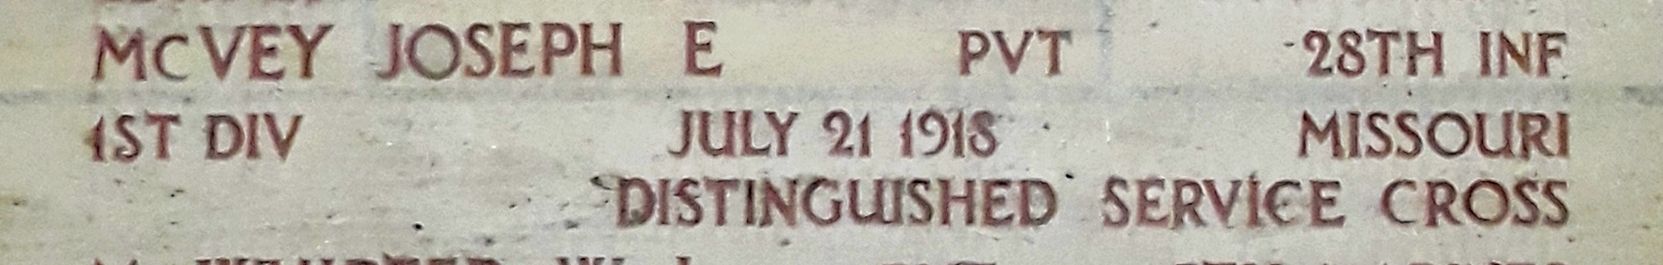 MCVEY JOSEPH E PVT 28TH INF
1ST DIV JULY 21 1918 MISSOURI
DISTINGUISHED SERVICE CROSS